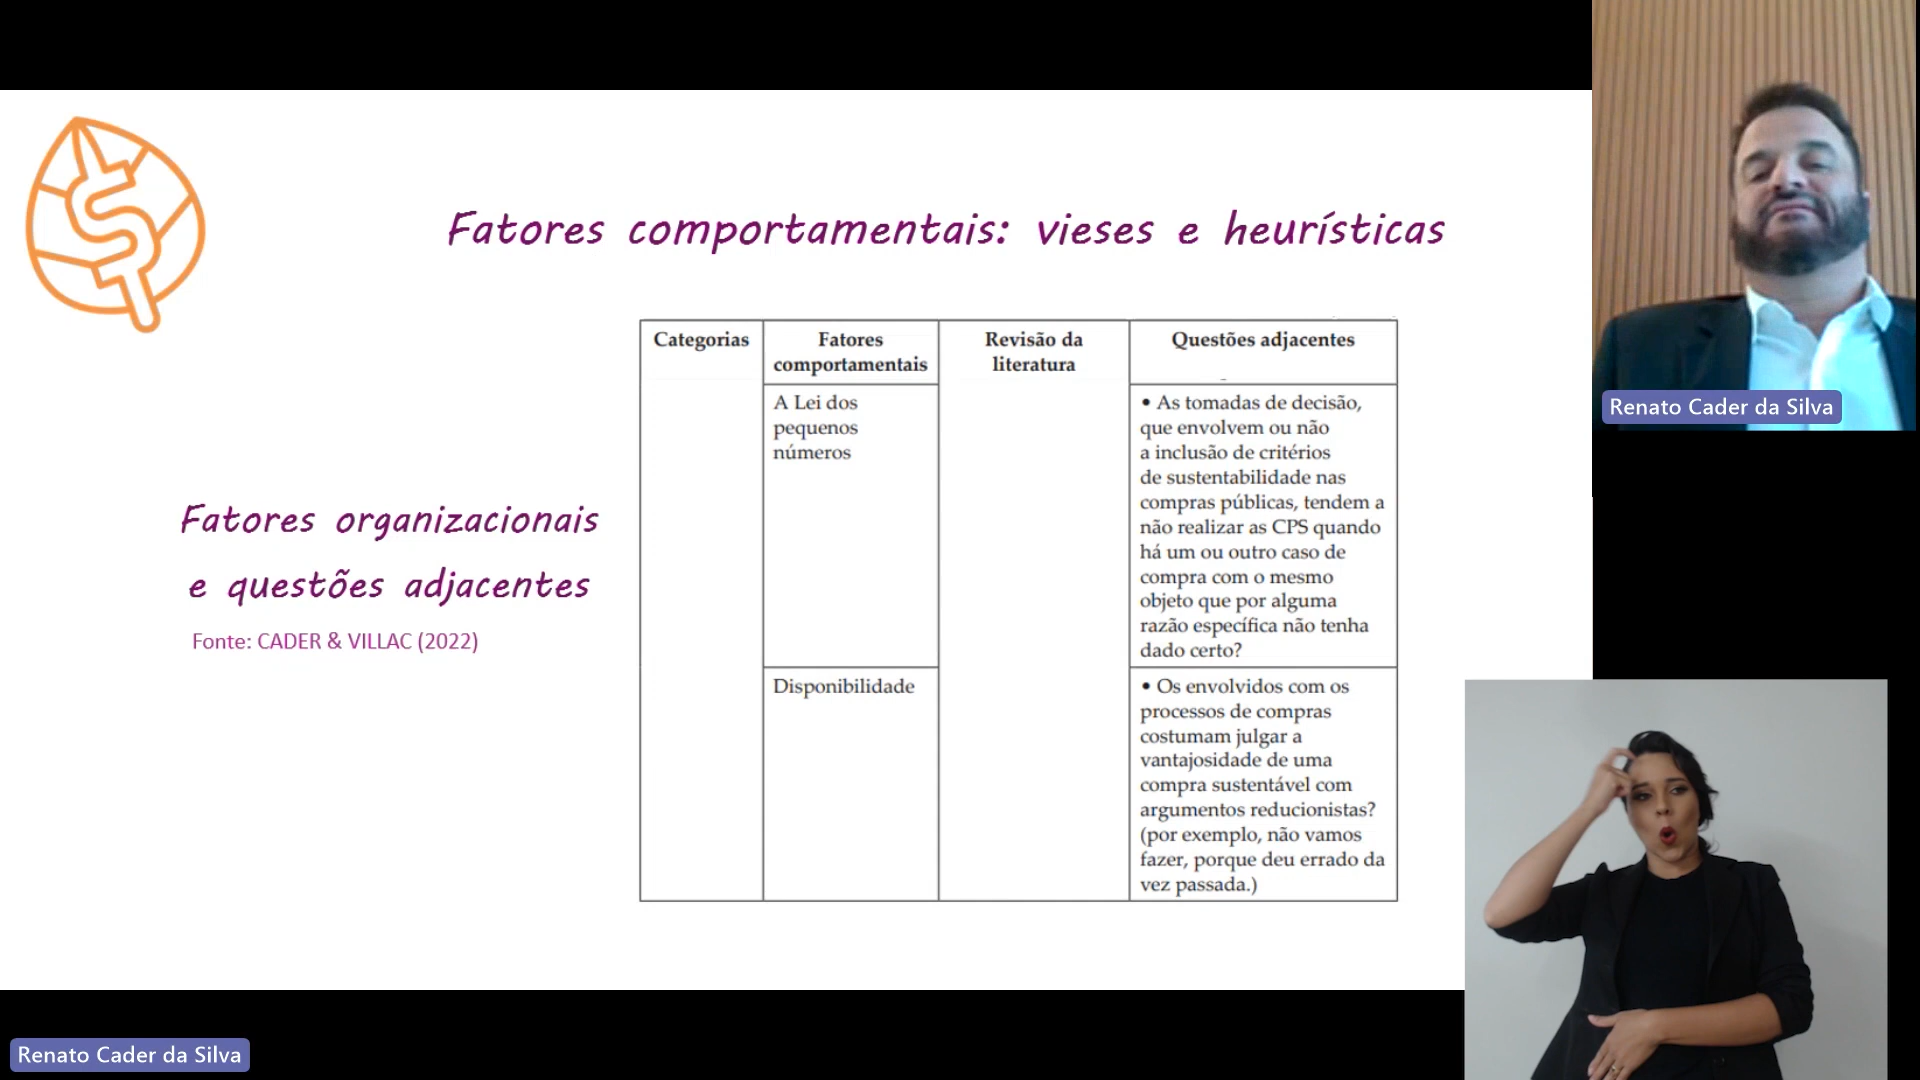 Fatores comportamentais: vieses e heurísticas
Fatores organizacionais
e questões adjacentes
Fonte: CADER & VILLAC (2022)
Categorias
Fatores
comportamentais
Revisão da
literatura
Questões adjacentes
A Lei dos
pequenos
números
• As tomadas de decisão,
que envolvem ou não
a inclusão de critérios
de sustentabilidade nas
compras públicas, tendem a
não realizar as CPS quando
há um ou outro caso de
compra com o mesmo
objeto que por alguma
razão específica não tenha
dado certo?
Disponibilidade
• Os envolvidos com os
processos de compras
costumam julgar a
vantajosidade de uma
compra sustentável com
argumentos reducionistas?
(por exemplo, não vamos
fazer, porque deu errado da
vez passada.)
Renato Cader da Silva
Renato Cader da Silva